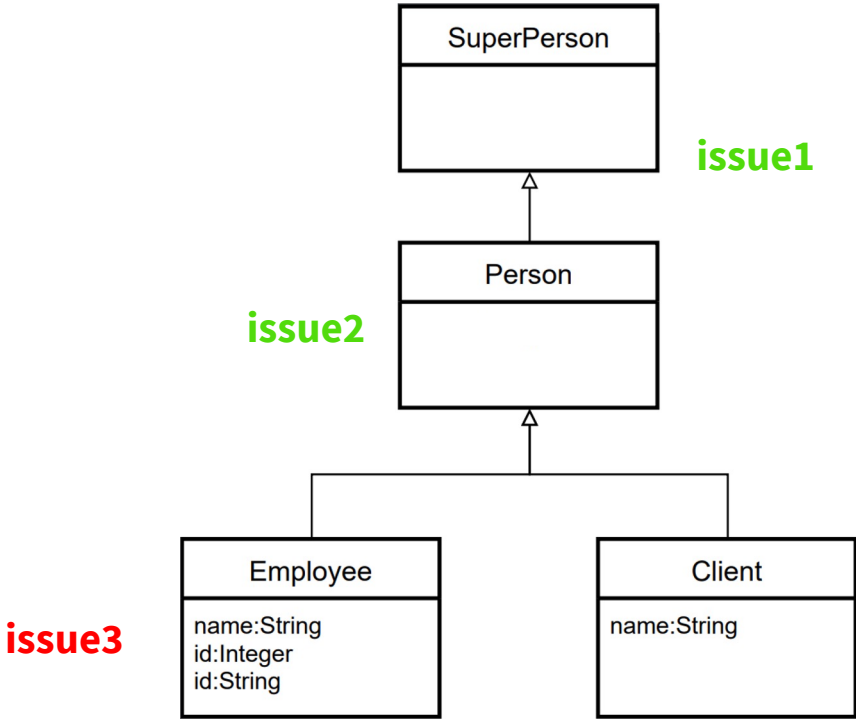 SuperPerson
issue1
Person
issue2
Employee
name:String
id:Integer
id:String
Client
name:String
issue3